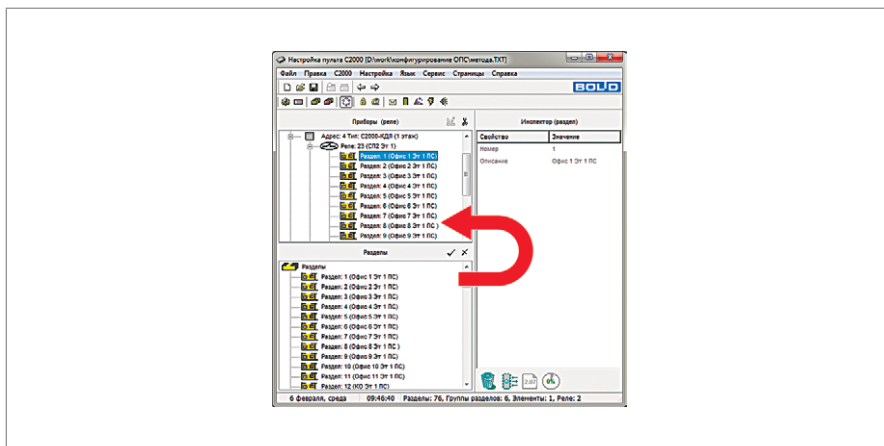 Настройка пульта С2000 [D:\work\конфигурирование ОПС\метода.TXT]
Файл Правка С2000 Настройка Язык Сервис Страницы Справка
BOLID
Приборы (реле)
Адрес: 4 Тип: С2000-КДЛ (1 этаж)
Реле: 23 (СП2 Эт 1)
Раздел: 1 (Офис 1 Эт 1 ПС)
Раздел: 2 (Офис 2 Эт 1 ПС)
Раздел: 3 (Офис 3 Эт 1 ПС)
Раздел: 4 (Офис 4 Эт 1 ПС)
Раздел: 5 (Офис 5 Эт 1 ПС)
Раздел: 6 (Офис 6 Эт 1 ПС)
Раздел: 7 (Офис 7 Эт 1 ПС)
Раздел: 8 (Офис 8 Эт 1 ПС )
Раздел: 9 (Офис 9 Эт 1 ПС)
Разделы
Разделы
Раздел: 1 (Офис 1 Эт 1 ПС)
Раздел: 2 (Офис 2 Эт 1 ПС)
Раздел: 3 (Офис 3 Эт 1 ПС)
Раздел: 4 (Офис 4 Эт 1 ПС)
Раздел: 5 (Офис 5 Эт 1 ПС)
Раздел: 6 (Офис 6 Эт 1 ПС)
Раздел: 7 (Офис 7 Эт 1 ПС)
Раздел: 8 (Офис 8 Эт 1 ПС )
Раздел: 9 (Офис 9 Эт 1 ПС)
Раздел: 10 (Офис 10 Эт 1 ПС)
Раздел: 11 (Офис 11 Эт 1 ПС)
Раздел: 12 (КО Эт 1 ПС)
Инспектор (раздел)
Свойство Значение
Номер 1
Описание Офис 1 Эт 1 ПС
2.07 0%
6 февраля, среда 09:46:40 Разделы: 76, Группы разделов: 6, Элементы: 1, Реле: 2